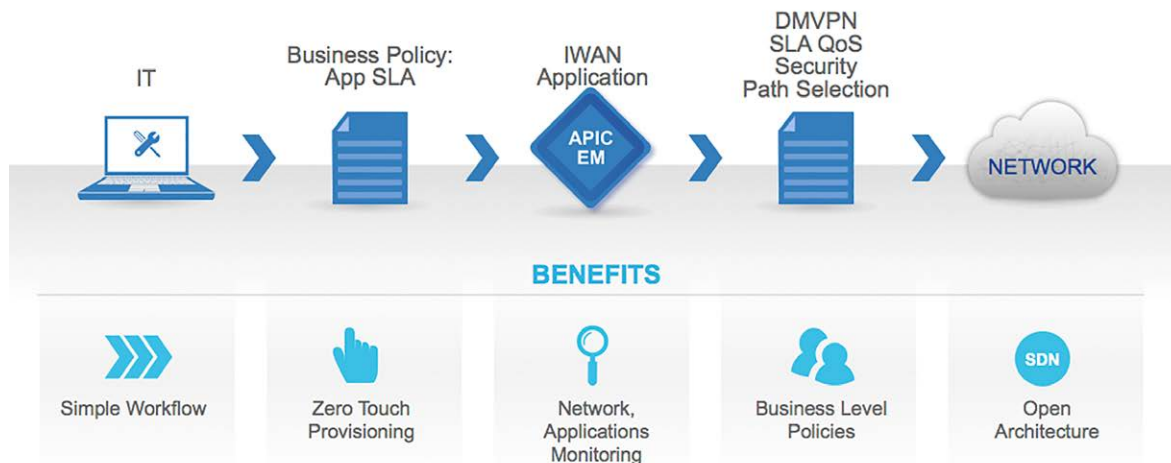 IT
Business Policy:
App SLA
IWAN
Application
DMVPN
SLA QoS
Security
Path Selection
APIC
EM
NETWORK
BENEFITS
Simple Workflow
Zero Touch
Provisioning
Network,
Applications
Monitoring
Business Level
Policies
SDN
Open
Architecture